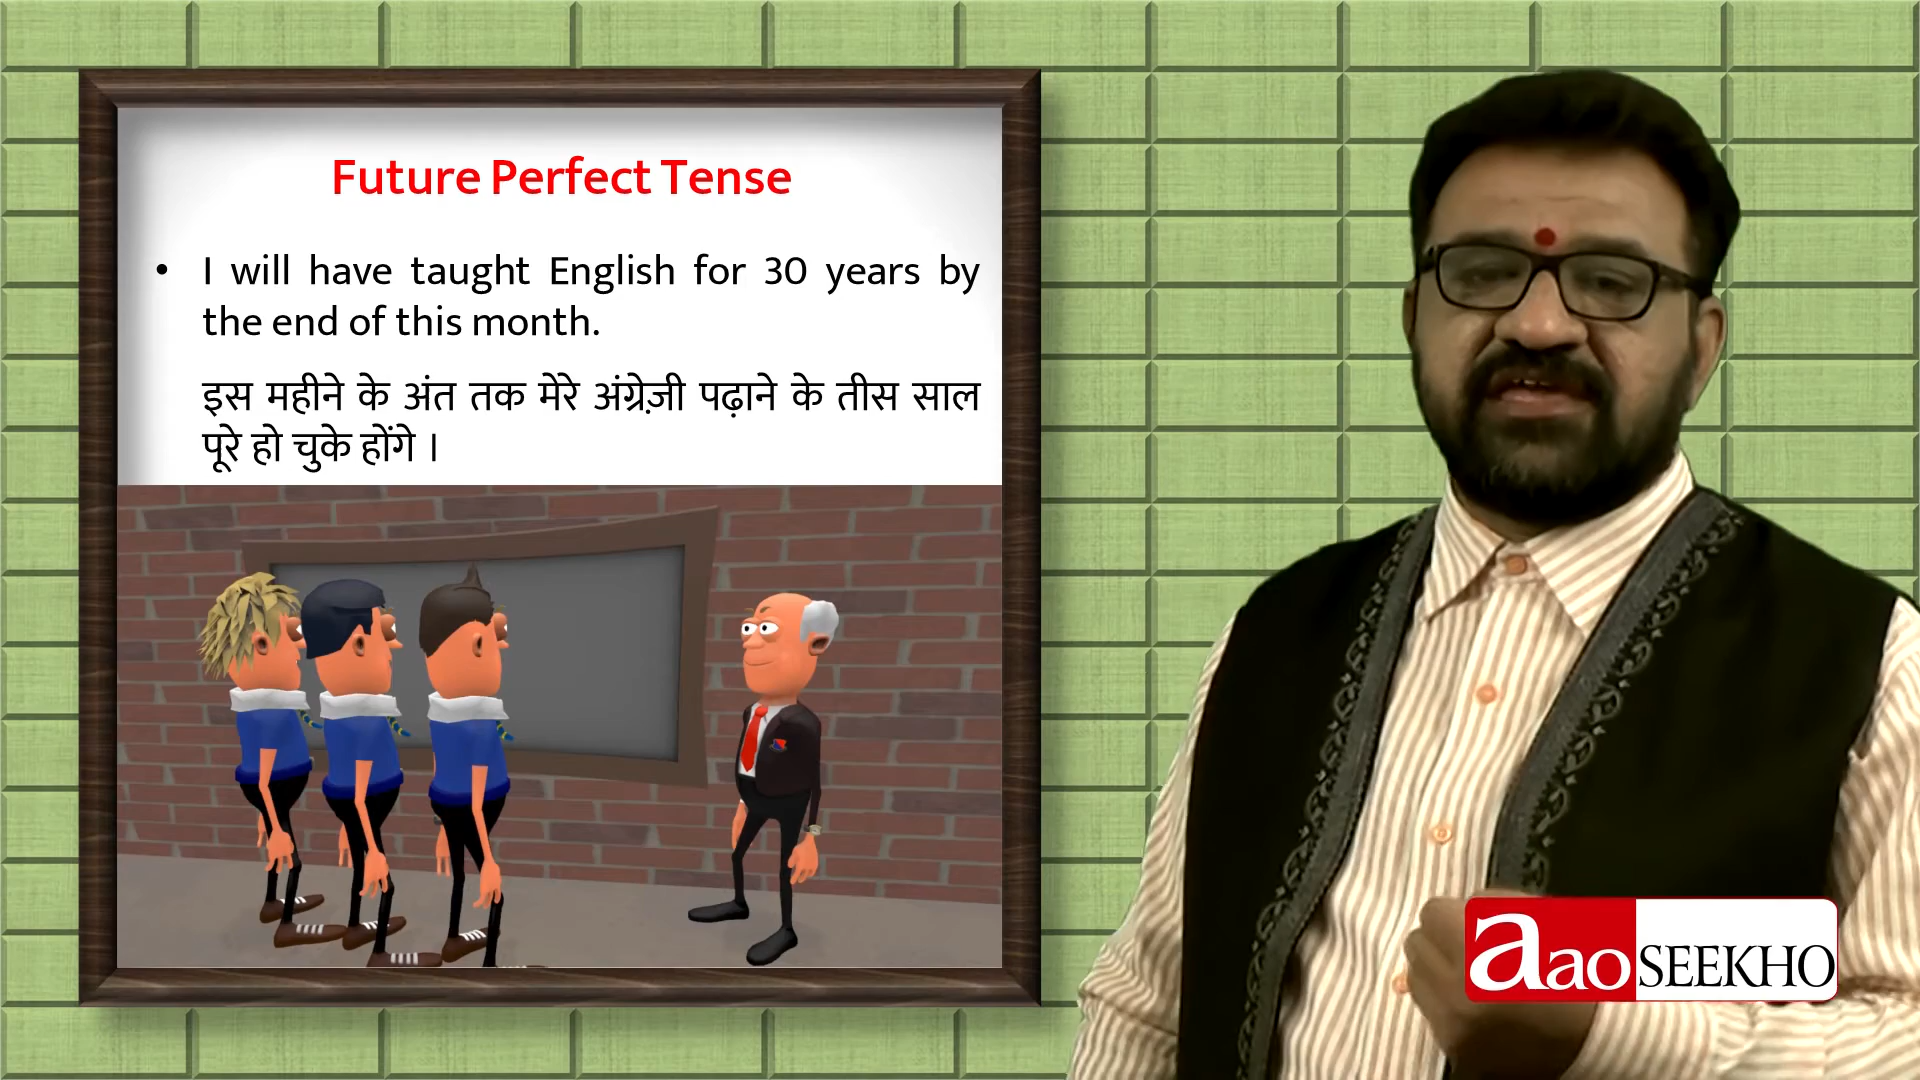 Future Perfect Tense
• I will have taught English for 30 years by
the end of this month.
इस महीने के अंत तक मेरे अंग्रेज़ी पढ़ाने के तीस साल
पूरे हो चुके होंगे ।
aao SEEKHO